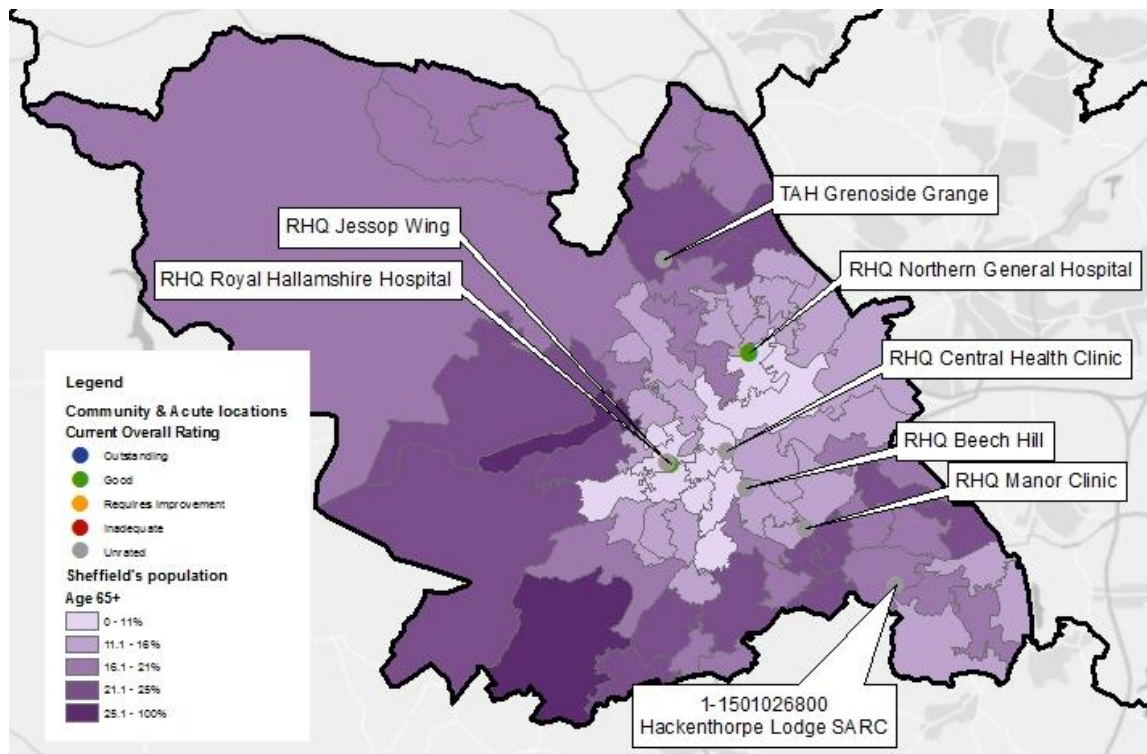 TAH Grenoside Grange
RHQ Jessop Wing
RHQ Royal Hallamshire Hospital
RHQ Northern General Hospital
RHQ Central Health Clinic
RHQ Beech Hill
RHQ Manor Clinic
1-1501026800
Hackenthorpe Lodge SARC
Legend
Community & Acute locations
Current Overall Rating
Outstanding
Good
Requires Improvement
Inadequate
Unrated
Sheffield's population
Age 65+
0 - 11%
11.1 - 16%
16.1 - 21%
21.1 - 25%
25.1 - 100%